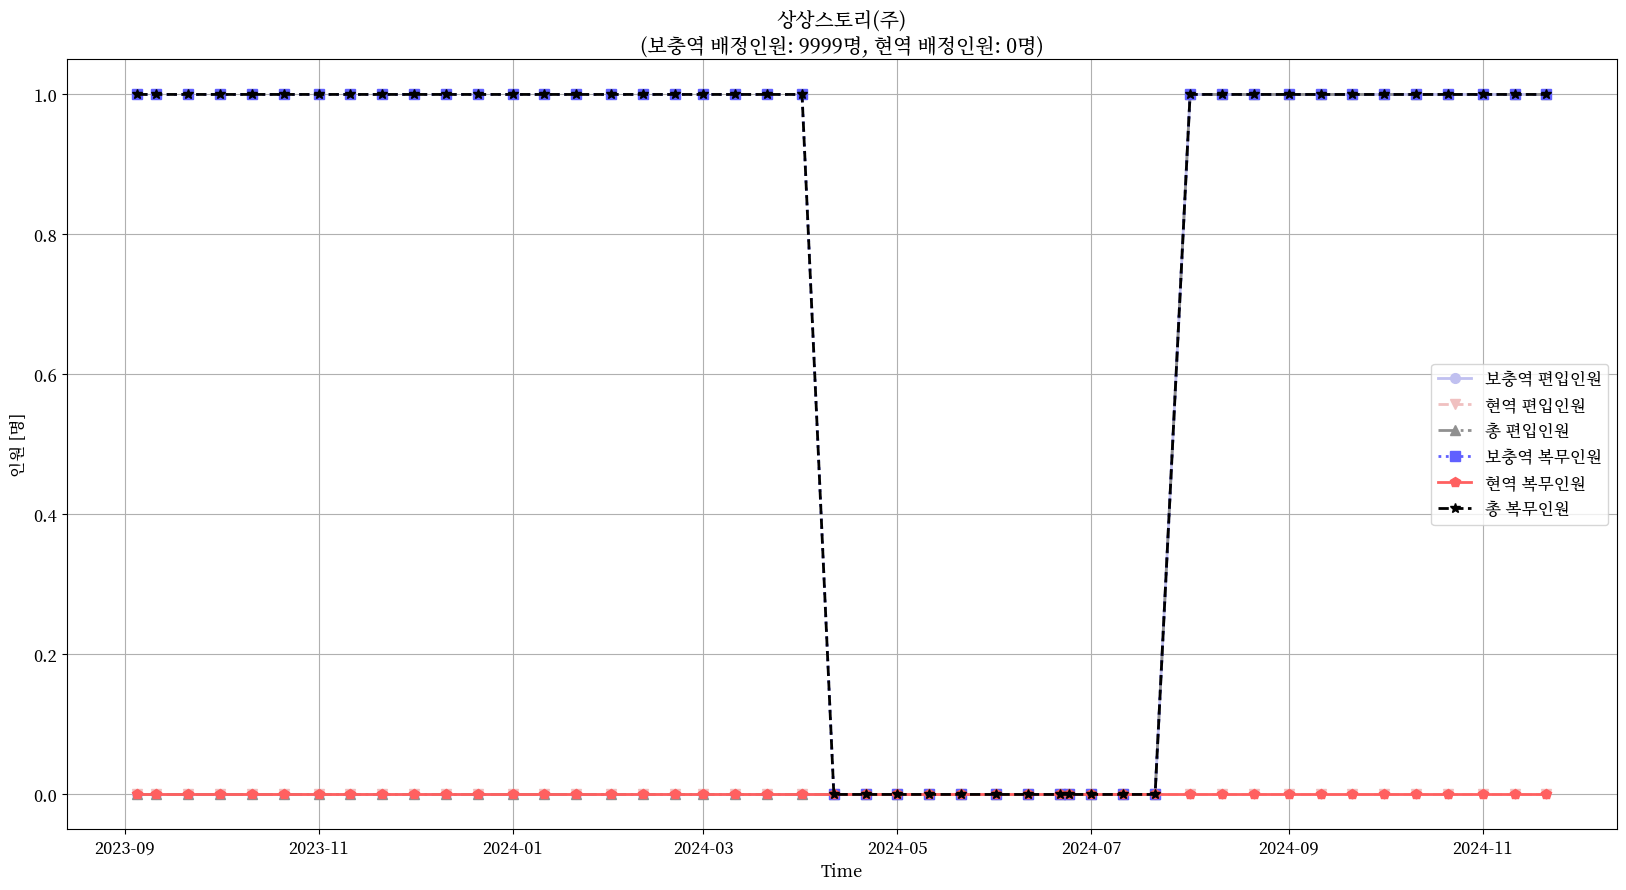 상상스토리(주)
(보충역 배정인원: 9999명, 현역 배정인원: 0명)
인원 [명]
1.0
0.8
0.6
0.4
0.2
0.0
보충역 편입인원
현역 편입인원
총 편입인원
보충역 복무인원
현역 복무인원
총 복무인원
2023-09
2023-11
2024-01
2024-03
2024-05
2024-07
2024-09
2024-11
Time